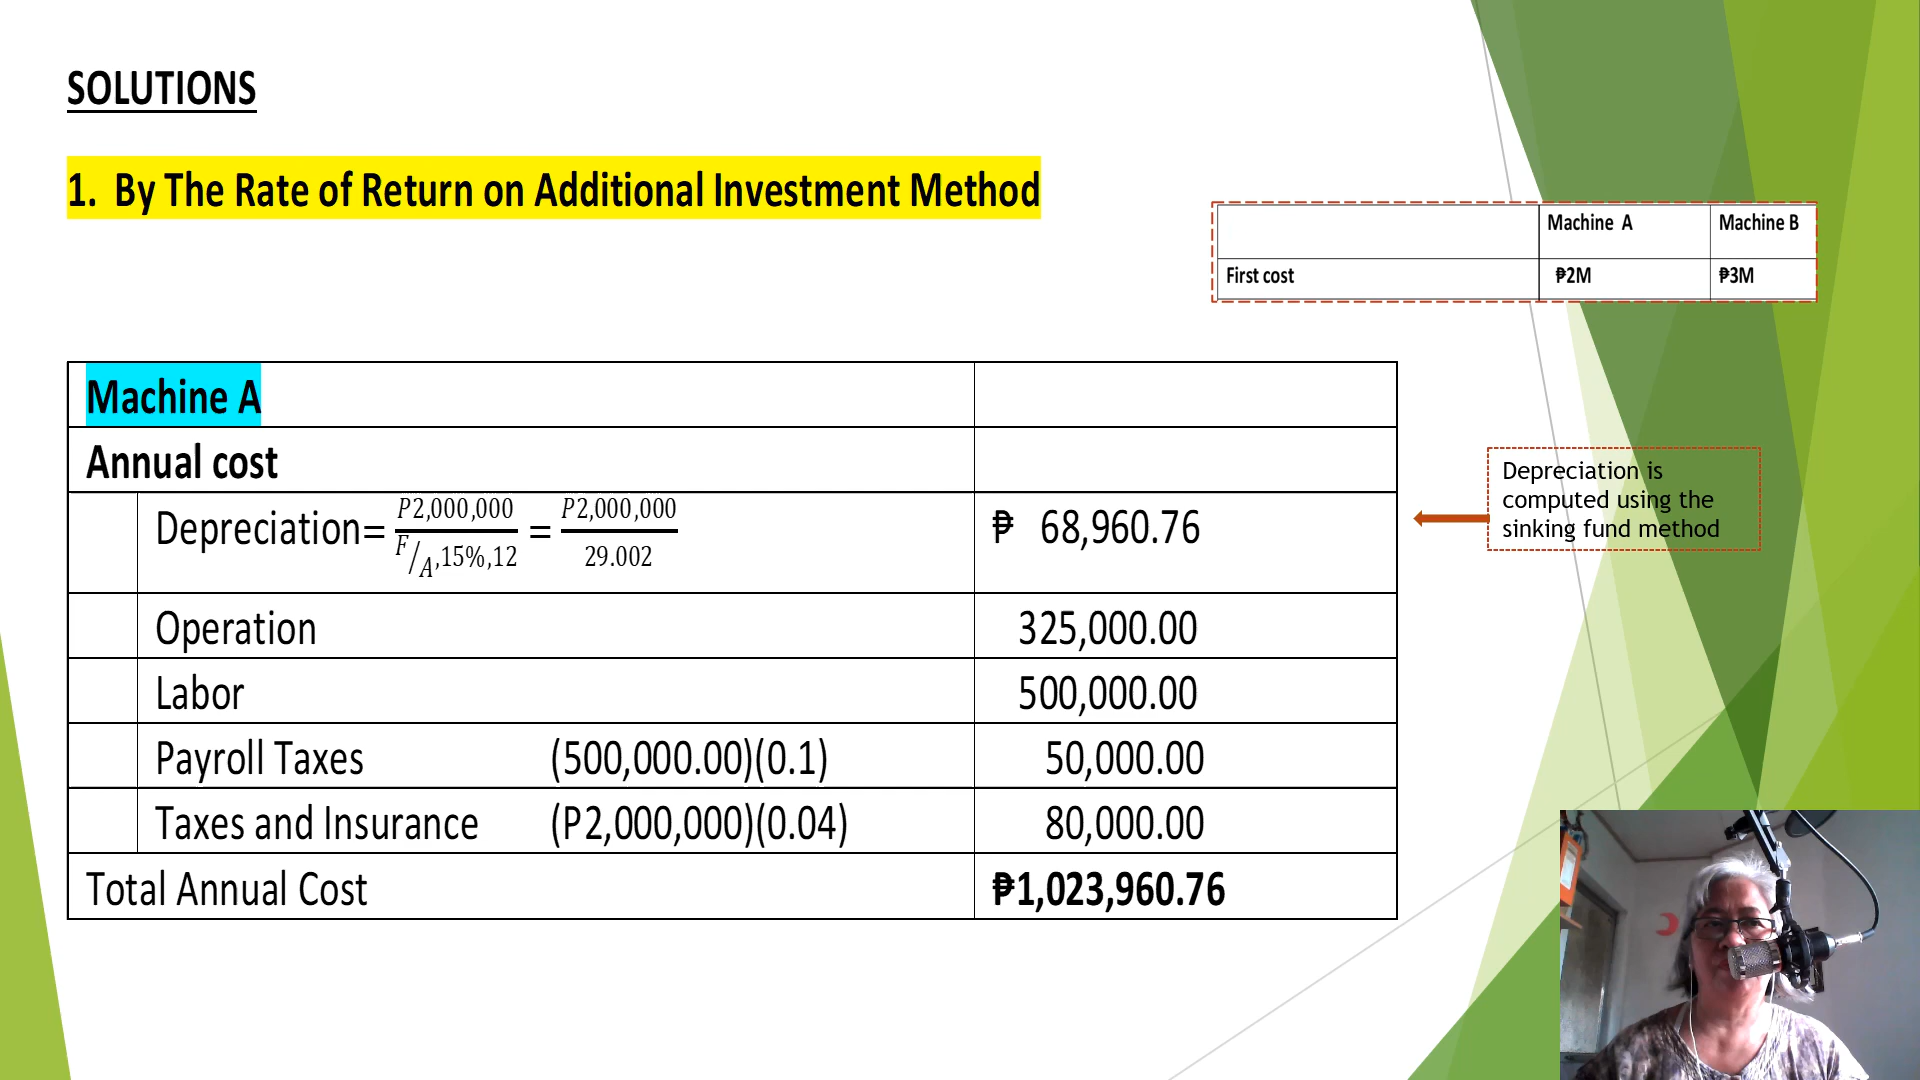 SOLUTIONS
1. By The Rate of Return on Additional Investment Method
Machine A Machine B
First cost ₱2M ₱3M
Machine A
Annual cost
Depreciation= P2,000,000 / F/A,15%,12 = P2,000,000 / 29.002 ₱ 68,960.76
Depreciation is
computed using the
sinking fund method
Operation 325,000.00
Labor 500,000.00
Payroll Taxes (500,000.00)(0.1) 50,000.00
Taxes and Insurance (P2,000,000)(0.04) 80,000.00
Total Annual Cost ₱1,023,960.76